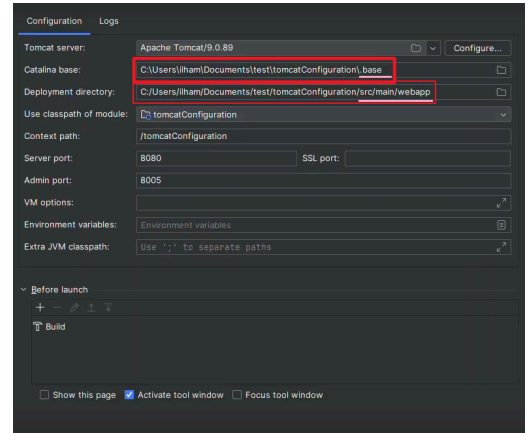 Configuration Logs
Tomcat server: Apache Tomcat/9.0.89 Configure...
Catalina base: C:\Users\ilham\Documents\test\tomcatConfiguration\.base
Deployment directory: C:/Users/ilham/Documents/test/tomcatConfiguration/src/main/webapp
Use classpath of module: tomcatConfiguration
Context path: /tomcatConfiguration
Server port: 8080 SSL port:
Admin port: 8005
VM options:
Environment variables: Environment variables
Extra JVM classpath: Use ';' to separate paths
Before launch
Build
Show this page Activate tool window Focus tool window